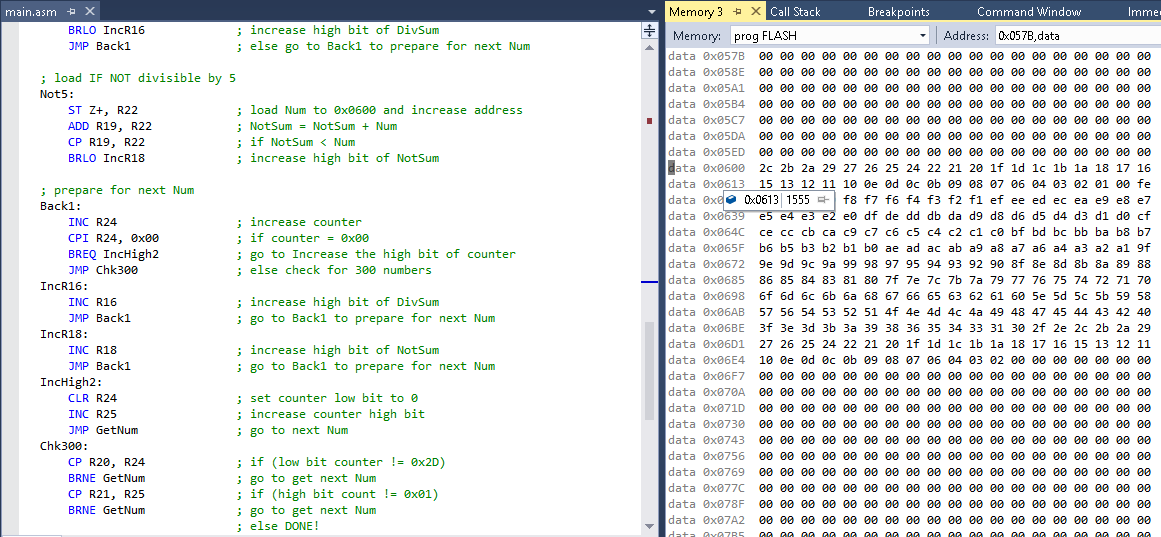 main.asm
BRLO IncR16 ; increase high bit of DivSum
JMP Back1 ; else go to Back1 to prepare for next Num
; load IF NOT divisible by 5
Not5:
ST Z+, R22 ; load Num to 0x0600 and increase address
ADD R19, R22 ; NotSum = NotSum + Num
CP R19, R22 ; if NotSum < Num
BRLO IncR18 ; increase high bit of NotSum
; prepare for next Num
Back1:
INC R24 ; increase counter
CPI R24, 0x00 ; if counter = 0x00
BREQ IncHigh2 ; go to Increase the high bit of counter
JMP Chk300 ; else check for 300 numbers
IncR16:
INC R16 ; increase high bit of DivSum
JMP Back1 ; go to Back1 to prepare for next Num
IncR18:
INC R18 ; increase high bit of NotSum
JMP Back1 ; go to Back1 to prepare for next Num
IncHigh2:
CLR R24 ; set counter low bit to 0
INC R25 ; increase counter high bit
JMP GetNum ; go to next Num
Chk300:
CP R20, R24 ; if (low bit counter != 0x2D)
BRNE GetNum ; go to get next Num
CP R21, R25 ; if (high bit count != 0x01)
BRNE GetNum ; go to get next Num
; else DONE!
Memory 3 Call Stack Breakpoints Command Window Immec
Memory: prog FLASH Address: 0x057B,data
data 0x057B 00 00 00 00 00 00 00 00 00 00 00 00 00 00 00 00 00 00 00
data 0x058E 00 00 00 00 00 00 00 00 00 00 00 00 00 00 00 00 00 00 00
data 0x05A1 00 00 00 00 00 00 00 00 00 00 00 00 00 00 00 00 00 00 00
data 0x05B4 00 00 00 00 00 00 00 00 00 00 00 00 00 00 00 00 00 00 00
data 0x05C7 00 00 00 00 00 00 00 00 00 00 00 00 00 00 00 00 00 00 00
data 0x05DA 00 00 00 00 00 00 00 00 00 00 00 00 00 00 00 00 00 00 00
data 0x05ED 00 00 00 00 00 00 00 00 00 00 00 00 00 00 00 00 00 00 00
data 0x0600 2c 2b 2a 29 27 26 25 24 22 21 20 1f 1d 1c 1b 1a 18 17 16
data 0x0613 15 13 12 11 10 0e 0d 0c 0b 09 08 07 06 04 03 02 01 00 fe
data 0x0 0x0613 1555 f8 f7 f6 f4 f3 f2 f1 ef ee ed ec ea e9 e8 e7
data 0x0639 e5 e4 e3 e2 e0 df de dd db da d9 d8 d6 d5 d4 d3 d1 d0 cf
data 0x064C ce cc cb ca c9 c7 c6 c5 c4 c2 c1 c0 bf bd bc bb ba b8 b7
data 0x065F b6 b5 b3 b2 b1 b0 ae ad ac ab a9 a8 a7 a6 a4 a3 a2 a1 9f
data 0x0672 9e 9d 9c 9a 99 98 97 95 94 93 92 90 8f 8e 8d 8b 8a 89 88
data 0x0685 86 85 84 83 81 80 7f 7e 7c 7b 7a 79 77 76 75 74 72 71 70
data 0x0698 6f 6d 6c 6b 6a 68 67 66 65 63 62 61 60 5e 5d 5c 5b 59 58
data 0x06AB 57 56 54 53 52 51 4f 4e 4d 4c 4a 49 48 47 45 44 43 42 40
data 0x06BE 3f 3e 3d 3b 3a 39 38 36 35 34 33 31 30 2f 2e 2c 2b 2a 29
data 0x06D1 27 26 25 24 22 21 20 1f 1d 1c 1b 1a 18 17 16 15 13 12 11
data 0x06E4 10 0e 0d 0c 0b 09 08 07 06 04 03 02 00 00 00 00 00 00 00
data 0x06F7 00 00 00 00 00 00 00 00 00 00 00 00 00 00 00 00 00 00 00
data 0x070A 00 00 00 00 00 00 00 00 00 00 00 00 00 00 00 00 00 00 00
data 0x071D 00 00 00 00 00 00 00 00 00 00 00 00 00 00 00 00 00 00 00
data 0x0730 00 00 00 00 00 00 00 00 00 00 00 00 00 00 00 00 00 00 00
data 0x0743 00 00 00 00 00 00 00 00 00 00 00 00 00 00 00 00 00 00 00
data 0x0756 00 00 00 00 00 00 00 00 00 00 00 00 00 00 00 00 00 00 00
data 0x0769 00 00 00 00 00 00 00 00 00 00 00 00 00 00 00 00 00 00 00
data 0x077C 00 00 00 00 00 00 00 00 00 00 00 00 00 00 00 00 00 00 00
data 0x078F 00 00 00 00 00 00 00 00 00 00 00 00 00 00 00 00 00 00 00
data 0x07A2 00 00 00 00 00 00 00 00 00 00 00 00 00 00 00 00 00 00 00
data 0x07B5 00 00 00 00 00 00 00 00 00 00 00 00 00 00 00 00 00 00 00